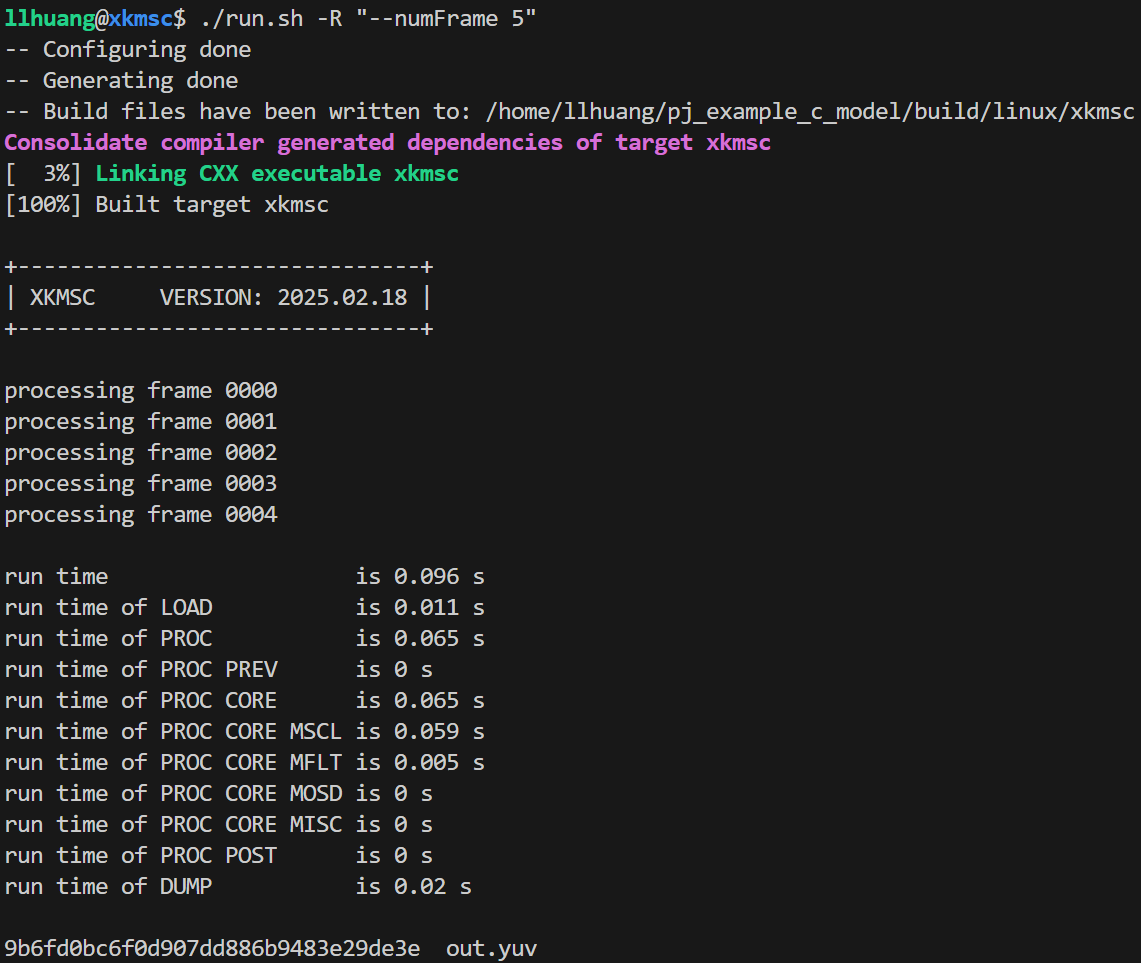 llhuang@xkmsc$ ./run.sh -R "--numFrame 5"
-- Configuring done
-- Generating done
-- Build files have been written to: /home/llhuang/pj_example_c_model/build/linux/xkmsc
Consolidate compiler generated dependencies of target xkmsc
[  3%] Linking CXX executable xkmsc
[100%] Built target xkmsc

+-------------------------------+
| XKMSC     VERSION: 2025.02.18 |
+-------------------------------+

processing frame 0000
processing frame 0001
processing frame 0002
processing frame 0003
processing frame 0004

run time                   is 0.096 s
run time of LOAD           is 0.011 s
run time of PROC           is 0.065 s
run time of PROC PREV      is 0 s
run time of PROC CORE      is 0.065 s
run time of PROC CORE MSCL is 0.059 s
run time of PROC CORE MFLT is 0.005 s
run time of PROC CORE MOSD is 0 s
run time of PROC CORE MISC is 0 s
run time of PROC POST      is 0 s
run time of DUMP           is 0.02 s

9b6fd0bc6f0d907dd886b9483e29de3e  out.yuv